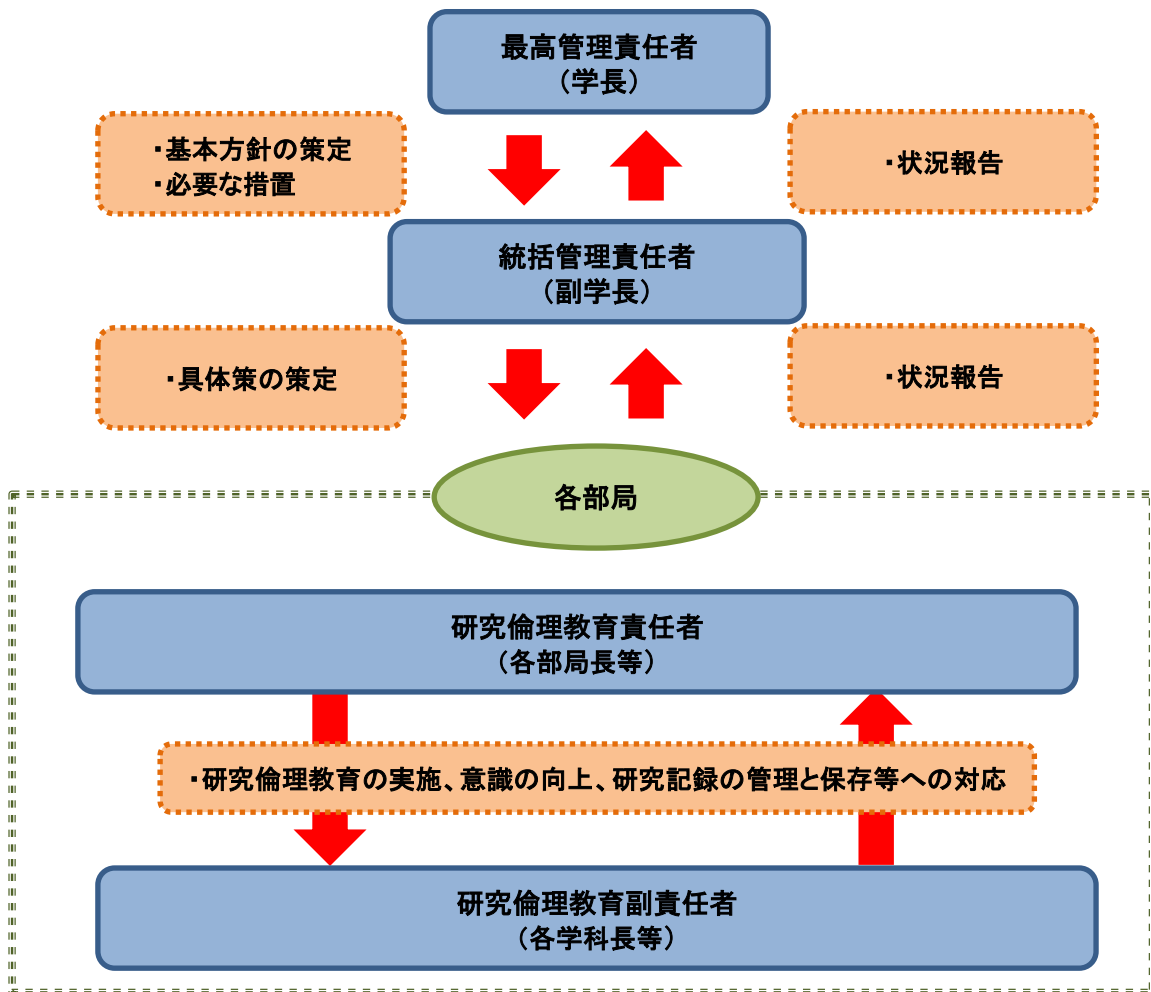 最高管理責任者
（学長）
・基本方針の策定
・必要な措置
・状況報告
統括管理責任者
（副学長）
・具体策の策定
・状況報告
各部局
研究倫理教育責任者
（各部局長等）
・研究倫理教育の実施、意識の向上、研究記録の管理と保存等への対応
研究倫理教育副責任者
（各学科長等）